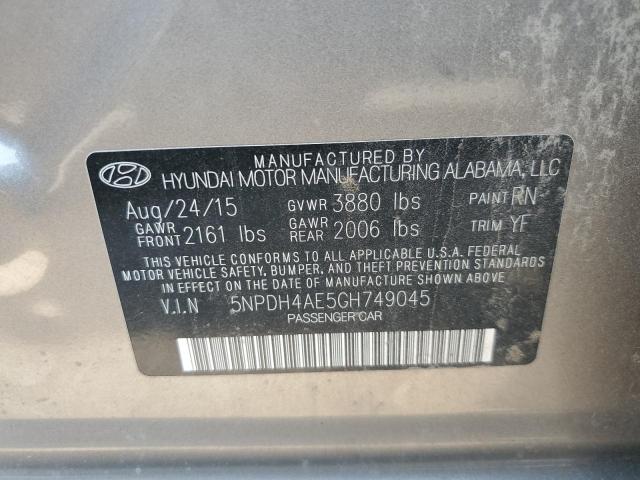 MANUFACTURED BY
HYUNDAI MOTOR MANUFACTURING ALABAMA, LLC
Aug/24/15 GVWR 3880 lbs PAINT RN
GAWR FRONT 2161 lbs GAWR REAR 2006 lbs TRIM YF
THIS VEHICLE CONFORMS TO ALL APPLICABLE U.S.A. FEDERAL
MOTOR VEHICLE SAFETY, BUMPER, AND THEFT PREVENTION STANDARDS
IN EFFECT ON THE DATE OF MANUFACTURE SHOWN ABOVE
V.I.N 5NPDH4AE5GH749045
PASSENGER CAR